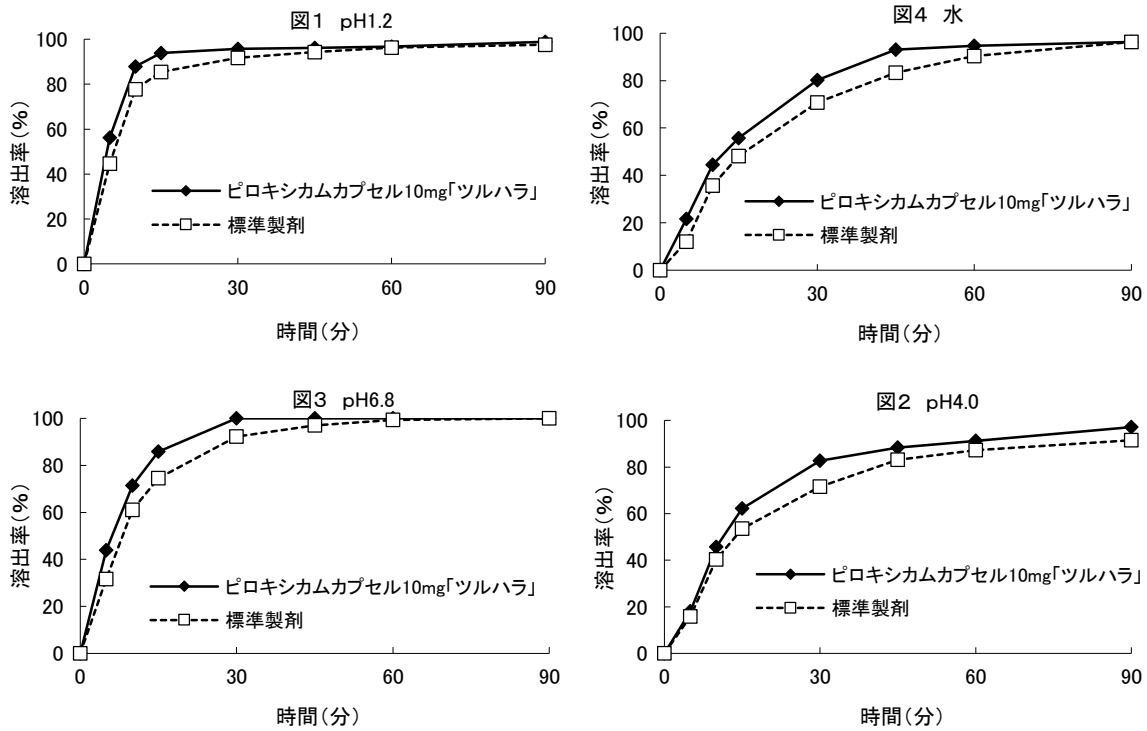 図1 pH1.2
100
80
60
40
20
0
溶出率(%)
ピロキシカムカプセル10mg「ツルハラ」
標準製剤
0 30 60 90
時間(分)
図4 水
100
80
60
40
20
0
溶出率(%)
ピロキシカムカプセル10mg「ツルハラ」
標準製剤
0 30 60 90
時間(分)
図3 pH6.8
100
80
60
40
20
0
溶出率(%)
ピロキシカムカプセル10mg「ツルハラ」
標準製剤
0 30 60 90
時間(分)
図2 pH4.0
100
80
60
40
20
0
溶出率(%)
ピロキシカムカプセル10mg「ツルハラ」
標準製剤
0 30 60 90
時間(分)